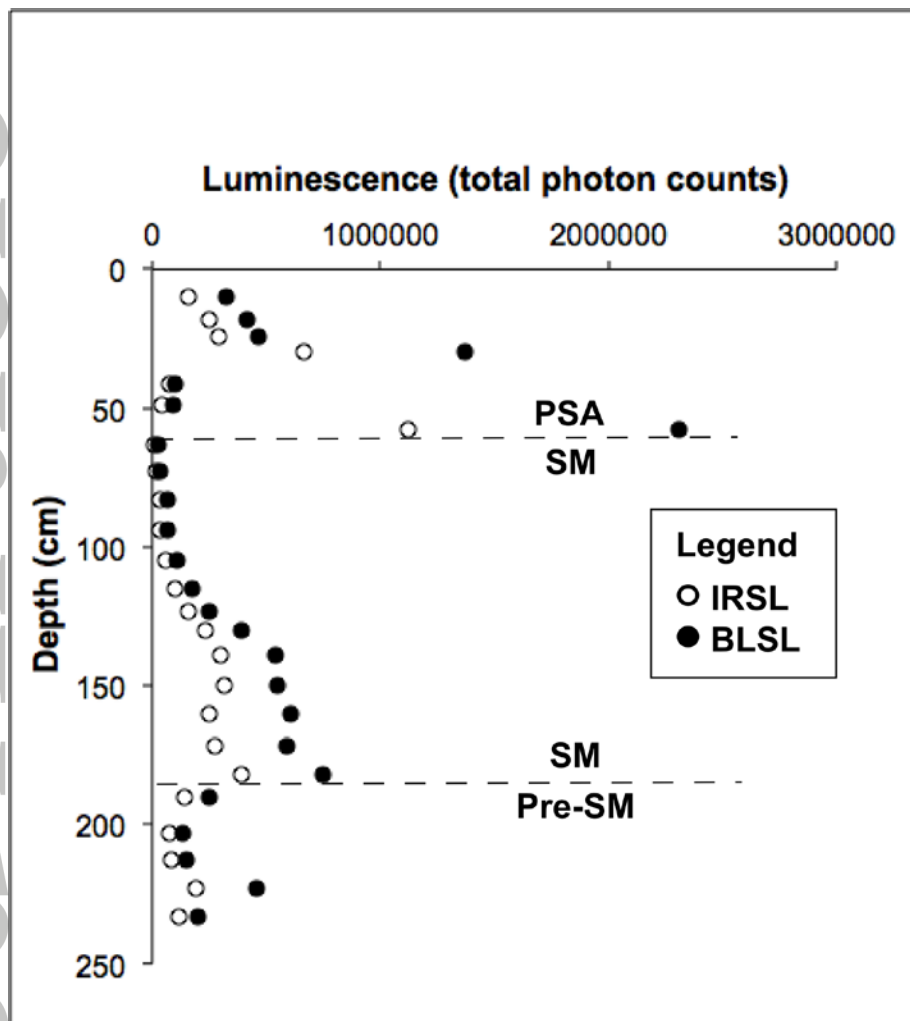 Luminescence (total photon counts)
0 1000000 2000000 3000000
0
50
100
150
200
250
Depth (cm)
PSA
SM
Legend
IRSL
BLSL
SM
Pre-SM